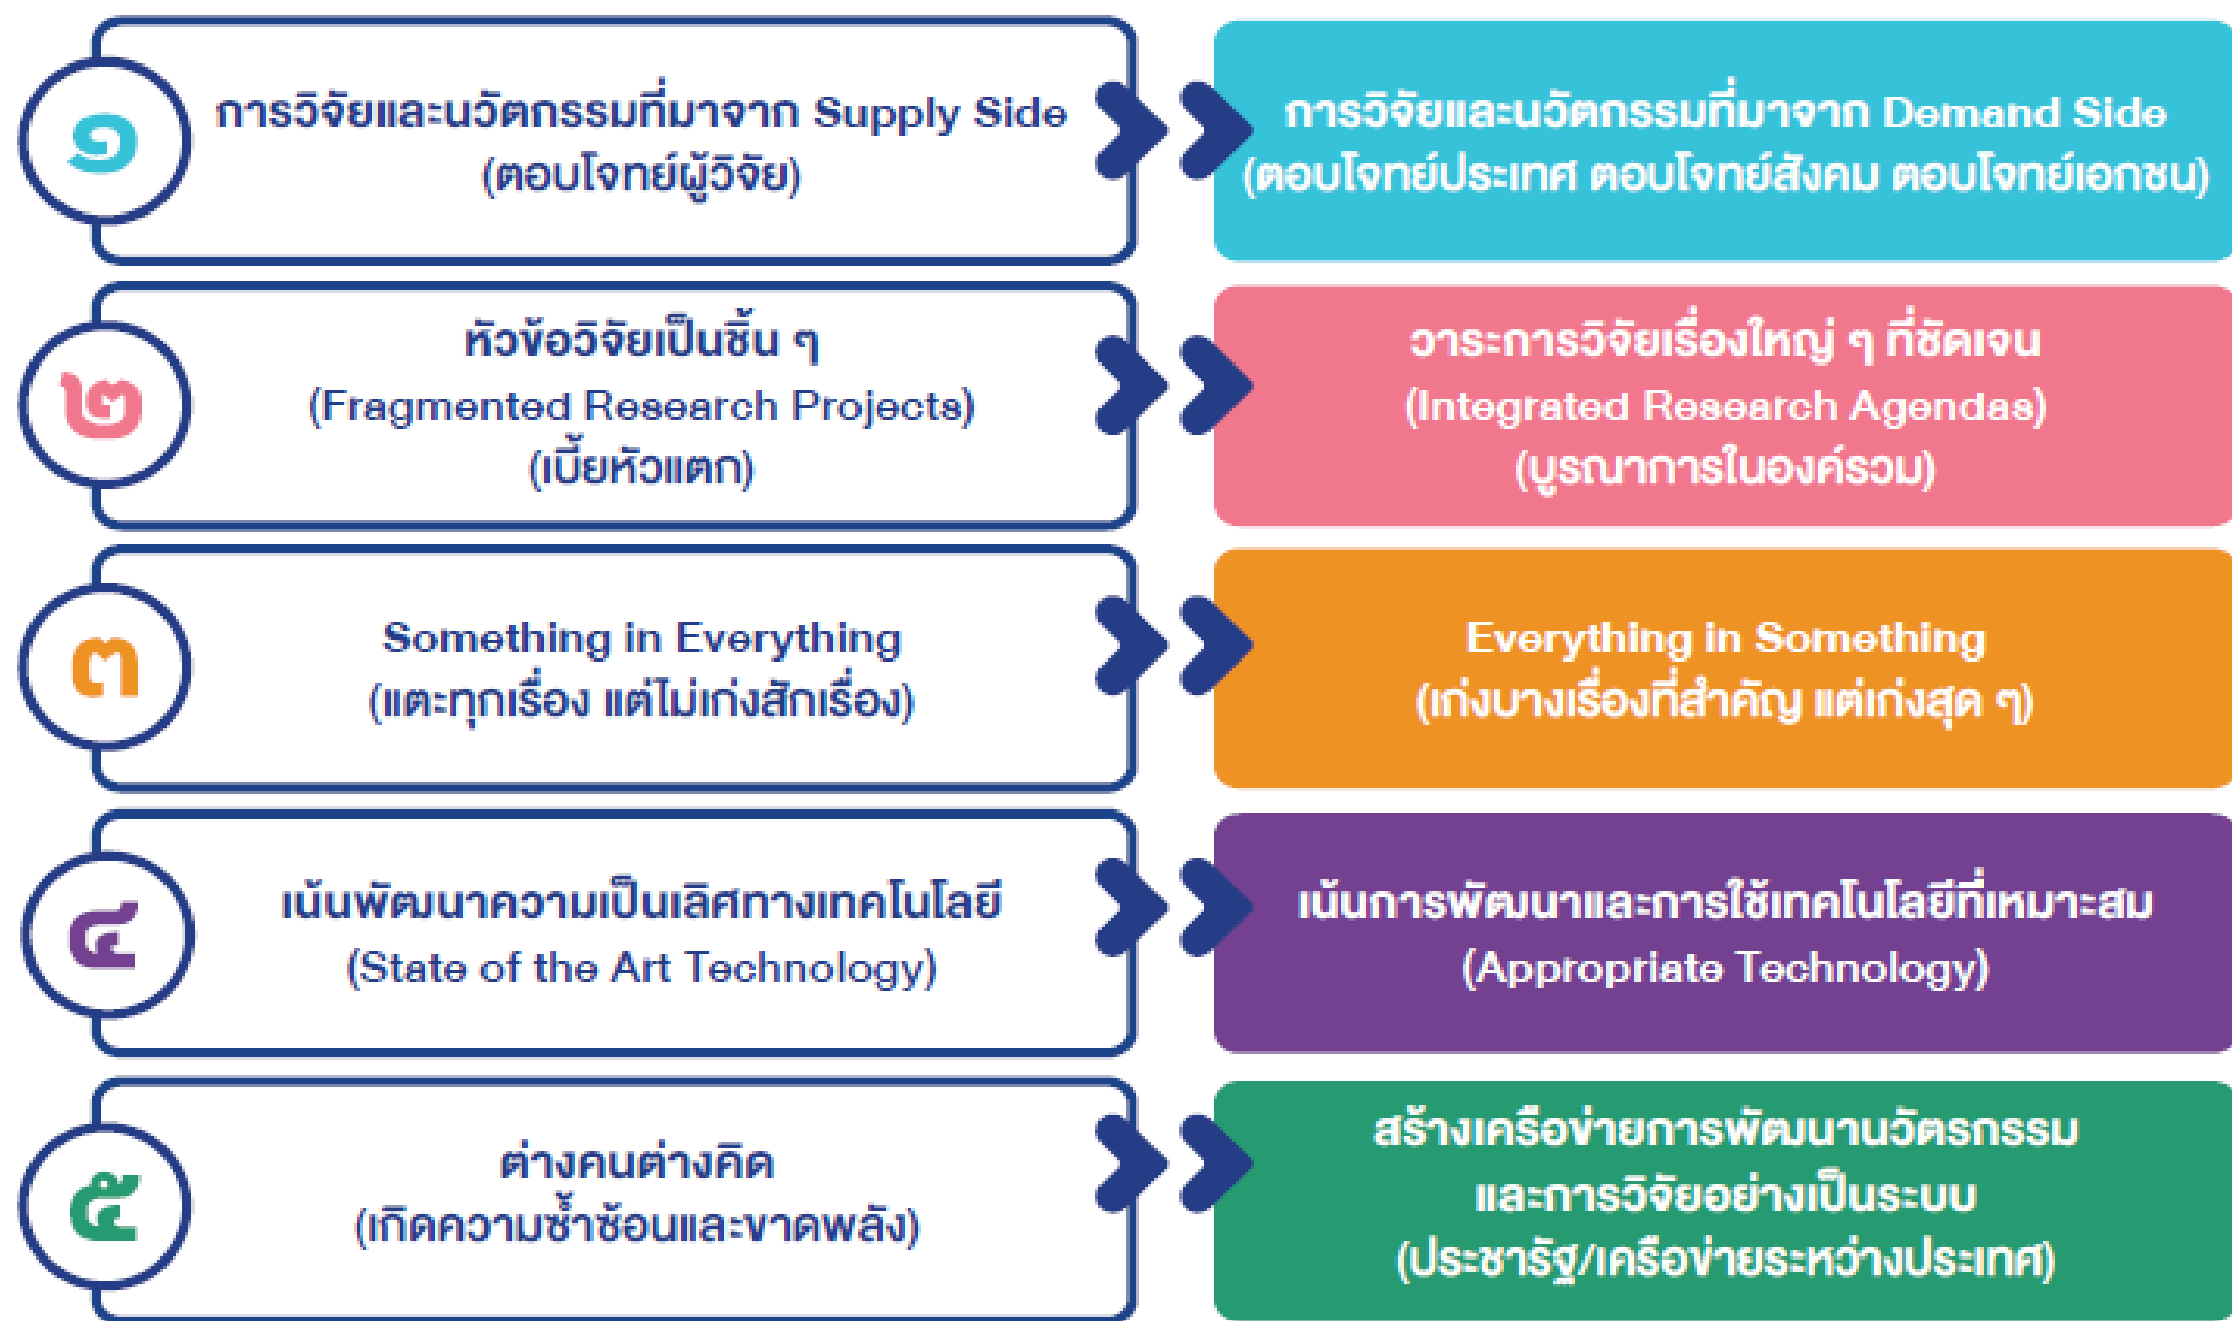 ๑
การวิจัยและนวัตกรรมที่มาจาก Supply Side
(ตอบโจทย์ผู้วิจัย)
การวิจัยและนวัตกรรมที่มาจาก Demand Side
(ตอบโจทย์ประเทศ ตอบโจทย์สังคม ตอบโจทย์เอกชน)
๒
หัวข้อวิจัยเป็นชิ้น ๆ
(Fragmented Research Projects)
(เบี้ยหัวแตก)
วาระการวิจัยเรื่องใหญ่ ๆ ที่ชัดเจน
(Integrated Research Agendas)
(บูรณาการในองค์รวม)
๓
Something in Everything
(แตะทุกเรื่อง แต่ไม่เก่งสักเรื่อง)
Everything in Something
(เก่งบางเรื่องที่สำคัญ แต่เก่งสุด ๆ)
๔
เน้นพัฒนาความเป็นเลิศทางเทคโนโลยี
(State of the Art Technology)
เน้นการพัฒนาและการใช้เทคโนโลยีที่เหมาะสม
(Appropriate Technology)
๕
ต่างคนต่างคิด
(เกิดความซ้ำซ้อนและขาดพลัง)
สร้างเครือข่ายการพัฒนานวัตรกรรม
และการวิจัยอย่างเป็นระบบ
(ประชารัฐ/เครือข่ายระหว่างประเทศ)